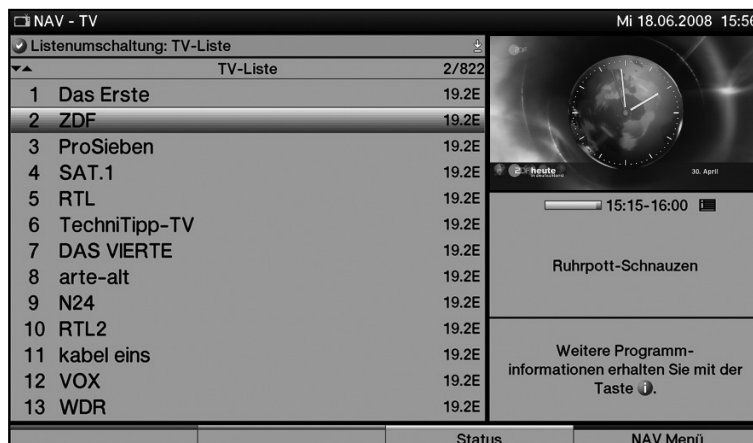 NAV - TV
Mi 18.06.2008 15:56
Listenumschaltung: TV-Liste
TV-Liste 2/822
1 Das Erste 19.2E
2 ZDF 19.2E
3 ProSieben 19.2E
4 SAT.1 19.2E
5 RTL 19.2E
6 TechniTipp-TV 19.2E
7 DAS VIERTE 19.2E
8 arte-alt 19.2E
9 N24 19.2E
10 RTL2 19.2E
11 kabel eins 19.2E
12 VOX 19.2E
13 WDR 19.2E
ZDF heute
in deutschland
30. April
15:15-16:00
Ruhrpott-Schnauzen
Weitere Programm-
informationen erhalten Sie mit der
Taste i.
Status
NAV Menü